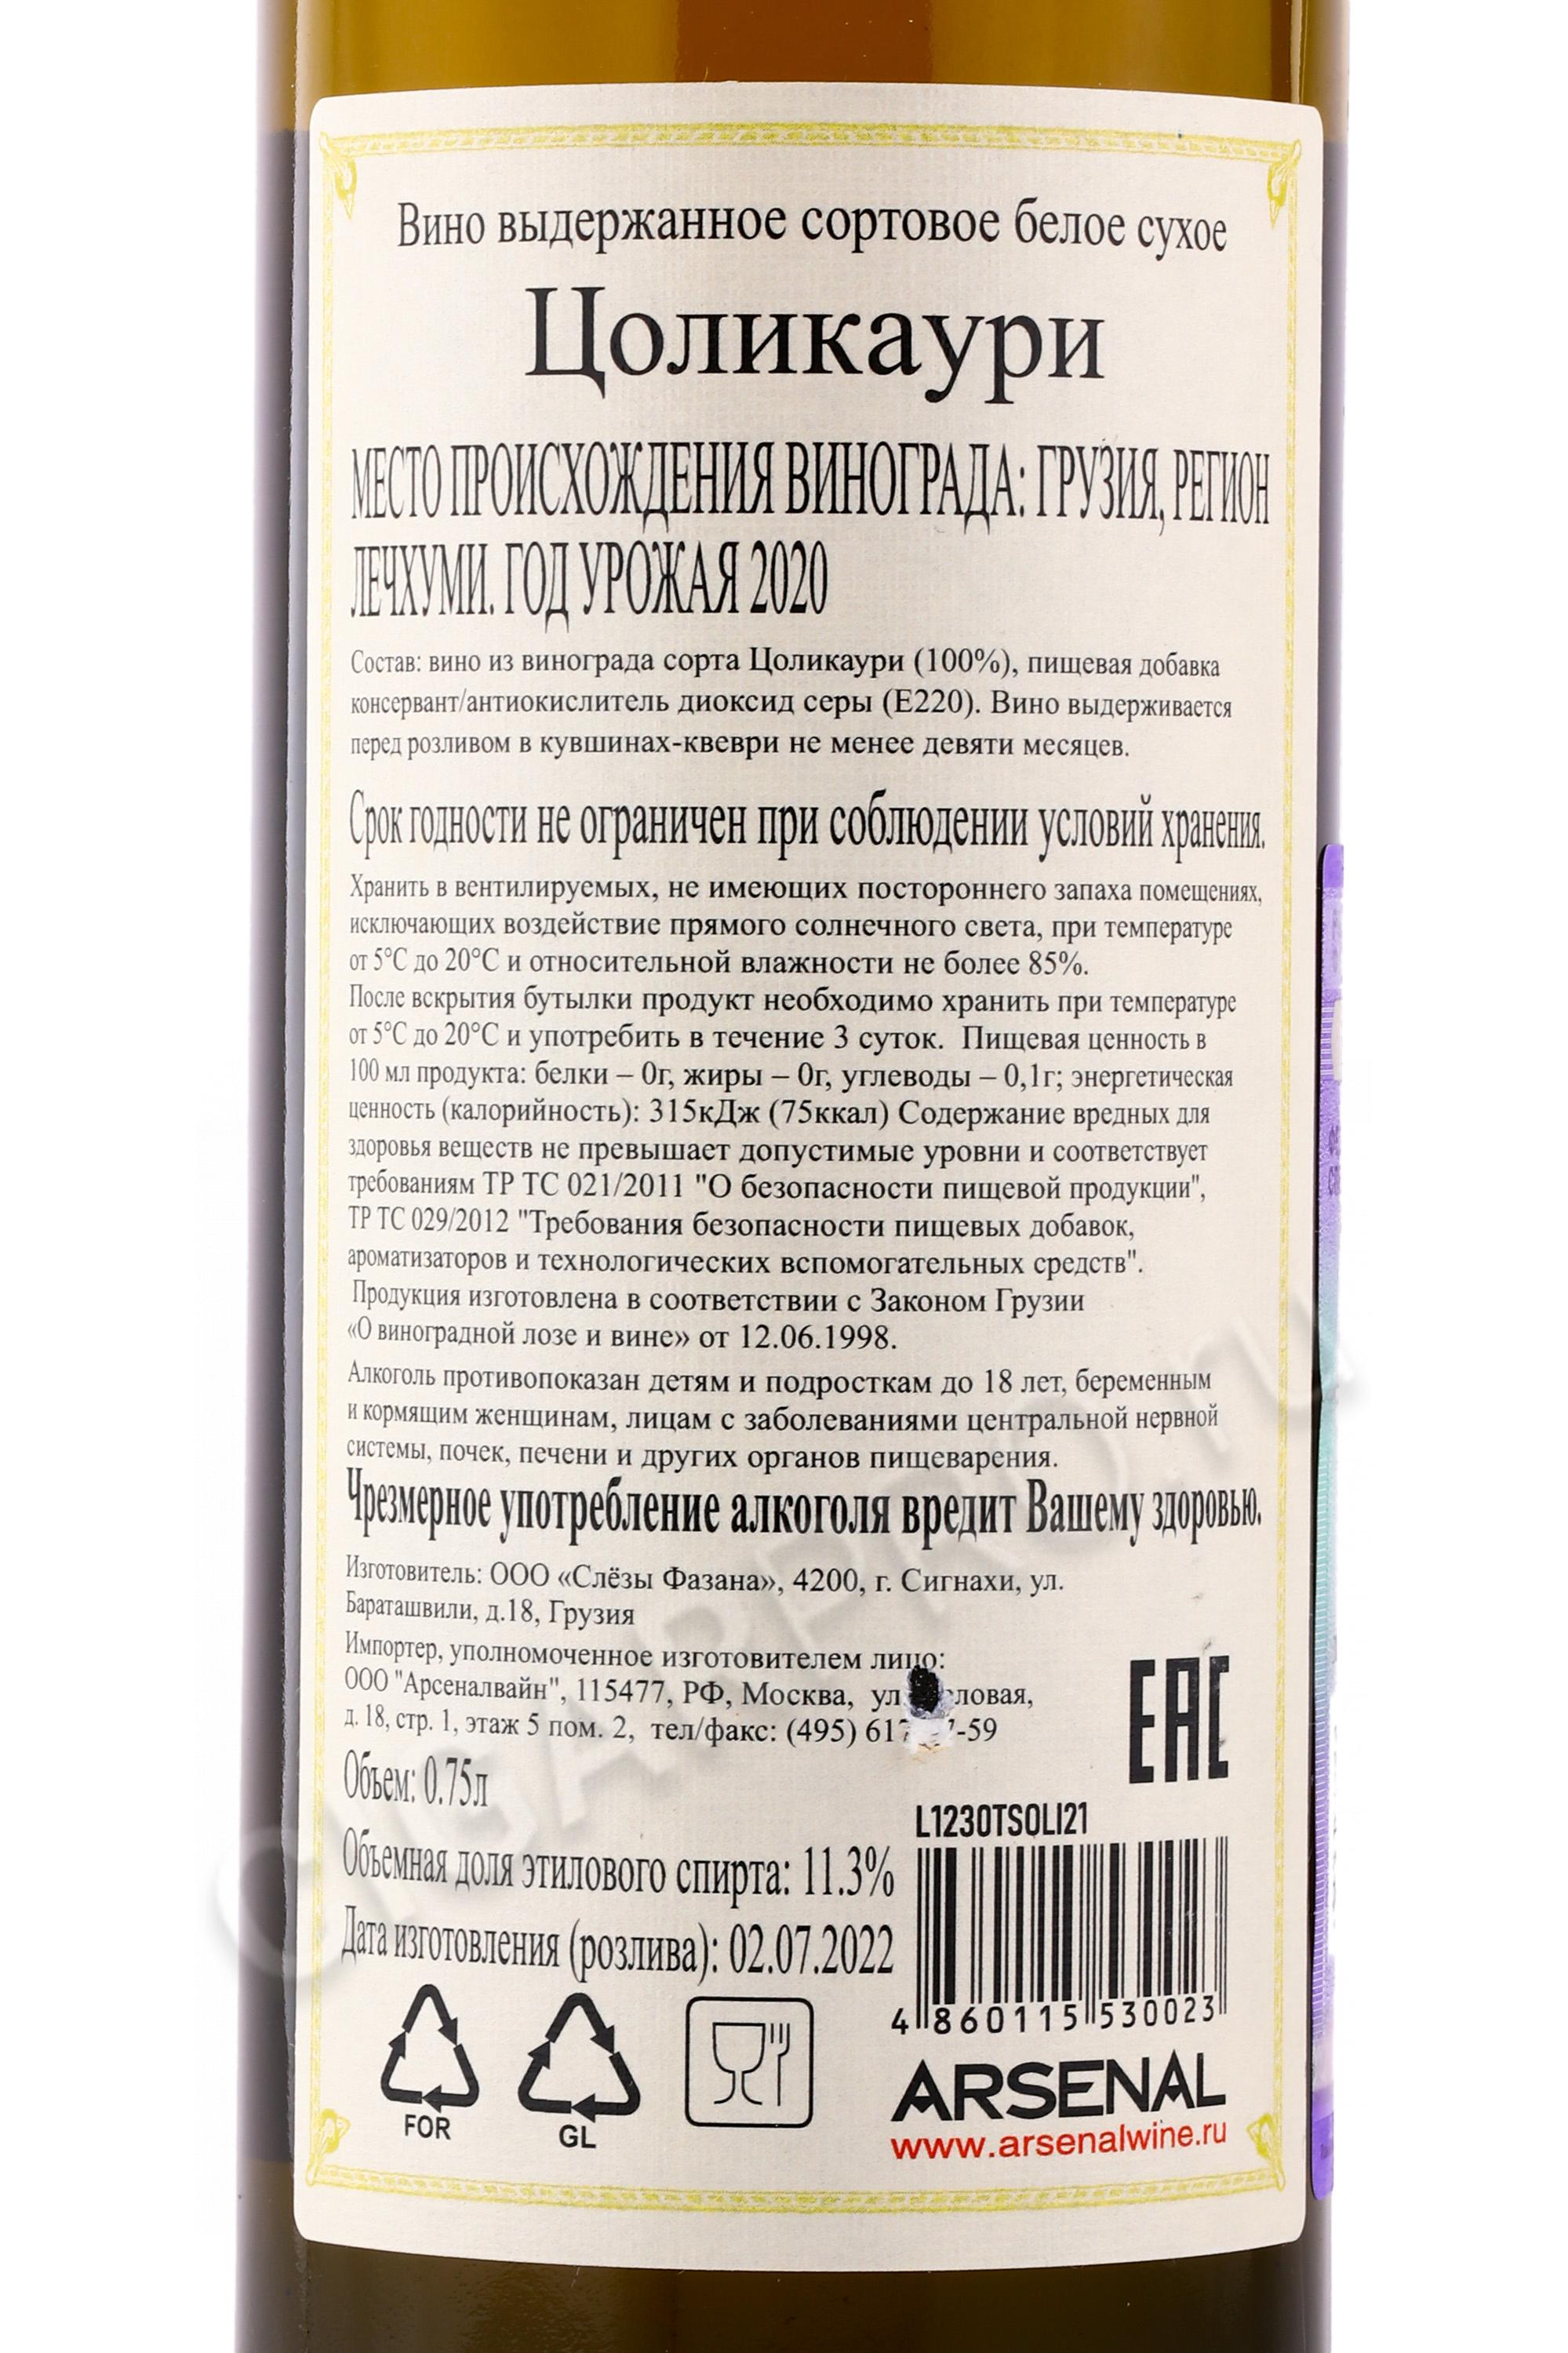 Вино выдержанное сортовое белое сухое
Цоликаури
МЕСТО ПРОИСХОЖДЕНИЯ ВИНОГРАДА: ГРУЗИЯ, РЕГИОН
ЛЕЧХУМИ. ГОД УРОЖАЯ 2020
Состав: вино из винограда сорта Цоликаури (100%), пищевая добавка
консервант/антиокислитель диоксид серы (Е220). Вино выдерживается
перед розливом в кувшинах-квеври не менее девяти месяцев.
Срок годности не ограничен при соблюдении условий хранения.
Хранить в вентилируемых, не имеющих постороннего запаха помещениях,
исключающих воздействие прямого солнечного света, при температуре
от 5°С до 20°С и относительной влажности не более 85%.
После вскрытия бутылки продукт необходимо хранить при температуре
от 5°С до 20°С и употребить в течение 3 суток. Пищевая ценность в
100 мл продукта: белки – 0г, жиры – 0г, углеводы – 0,1г; энергетическая
ценность (калорийность): 315кДж (75ккал) Содержание вредных для
здоровья веществ не превышает допустимые уровни и соответствует
требованиям ТР ТС 021/2011 "О безопасности пищевой продукции",
ТР ТС 029/2012 "Требования безопасности пищевых добавок,
ароматизаторов и технологических вспомогательных средств".
Продукция изготовлена в соответствии с Законом Грузии
«О виноградной лозе и вине» от 12.06.1998.
Алкоголь противопоказан детям и подросткам до 18 лет, беременным
и кормящим женщинам, лицам с заболеваниями центральной нервной
системы, почек, печени и других органов пищеварения.
Чрезмерное употребление алкоголя вредит Вашему здоровью.
Изготовитель: ООО «Слёзы Фазана», 4200, г. Сигнахи, ул.
Бараташвили, д.18, Грузия
Импортер, уполномоченное изготовителем лицо:
ООО "Арсеналвайн", 115477, РФ, Москва, ул
д. 18, стр. 1, этаж 5 пом. 2, тел/факс: (495)
EAC
Объем: 0.75л
L1230TSOLI21
Объемная доля этилового спирта: 11.3%
Дата изготовления (розлива): 02.07.2022
4 860115 530023
FOR
GL
ARSENAL
www.arsenalwine.ru
CIGARPRO.ru